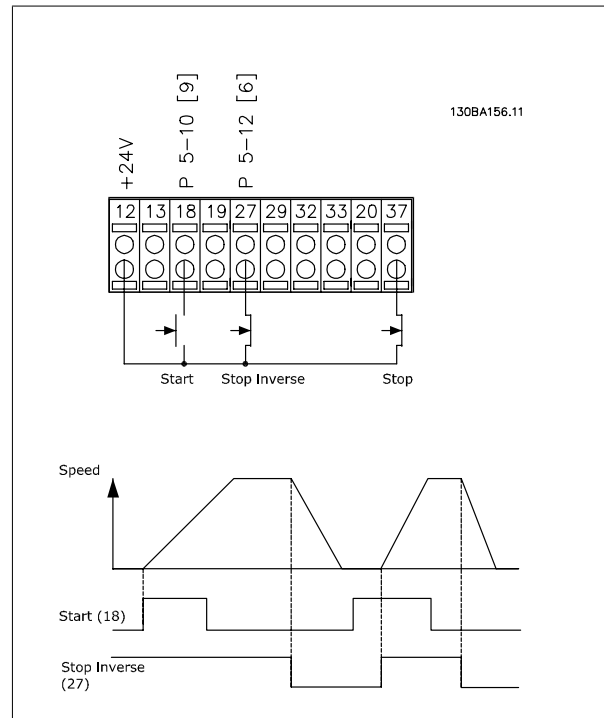 130BA156.11
+24V
P 5-10 [9]
P 5-12 [6]
12 13 18 19 27 29 32 33 20 37
Start Stop Inverse Stop
Speed
Start (18)
Stop Inverse
(27)